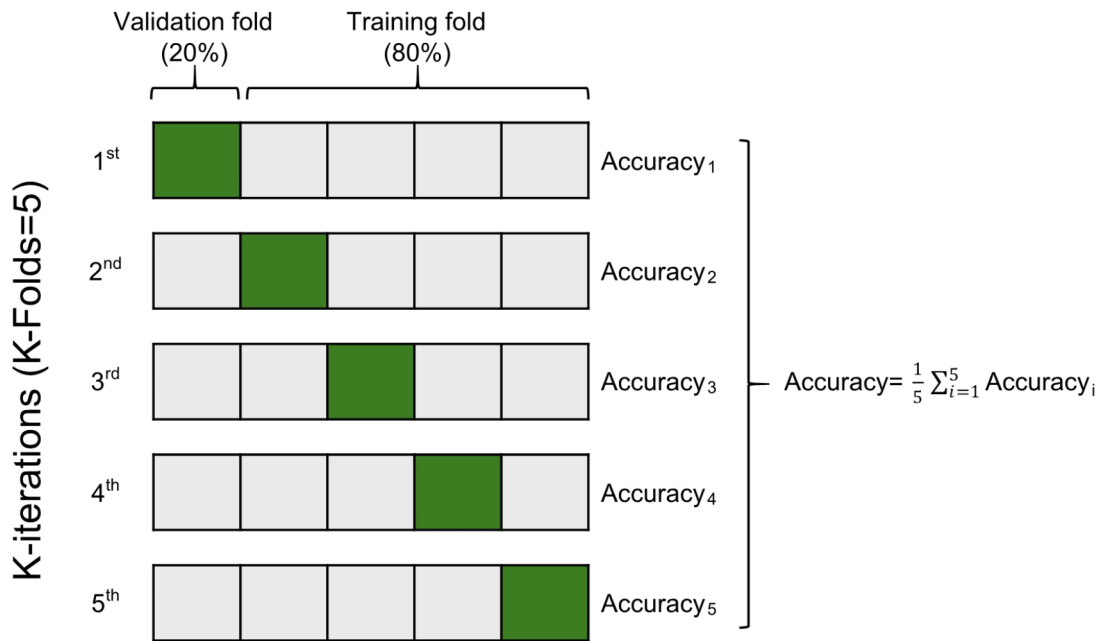 Validation fold
(20%)
Training fold
(80%)
K-iterations (K-Folds=5)
1st
Accuracy1
2nd
Accuracy2
3rd
Accuracy3
Accuracy= 1/5 ∑i=1^5 Accuracyi
4th
Accuracy4
5th
Accuracy5